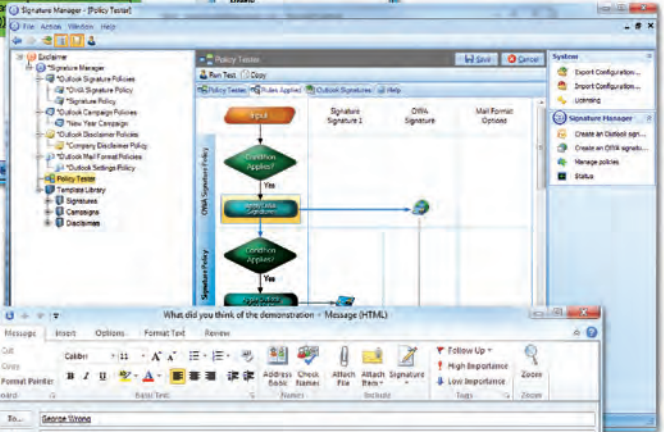 Signature Manager - [Policy Tester]
File Action Window Help
Exclaimer
*Signature Manager
*Outlook Signature Policies
*OWA Signature Policy
*Signature Policy
*Outlook Campaign Policies
*New Year Campaign
*Outlook Disclaimer Policies
*Company Disclaimer Policy
*Outlook Mail Format Policies
*Outlook Settings Policy
Policy Tester
Template Library
Signatures
Campaigns
Disclaimers
Policy Tester
Save
Cancel
Run Test
Copy
Policy Tester
Rules Applied
Outlook Signatures
Help
Input
Signature
Signature 1
OWA
Signature
Mail Format
Options
OWA Signature Policy
Condition
Applies?
Yes
Apply OWA
Signature
Signature Policy
Condition
Applies?
Yes
System
Export Configuration...
Import Configuration...
Licensing
Signature Manager
Create an Outlook sign...
Create an OWA signatu...
Manage policies
Status
What did you think of the demonstration - Message (HTML)
Message
Insert
Options
Format Text
Review
Cut
Copy
Format Painter
Calibri
11
B I U
Basic Text
Address
Book
Check
Names
Names
Attach
File
Attach
Item
Signature
Include
Follow Up
High Importance
Low Importance
Tags
Zoom
Zoom
To...
George Wrong